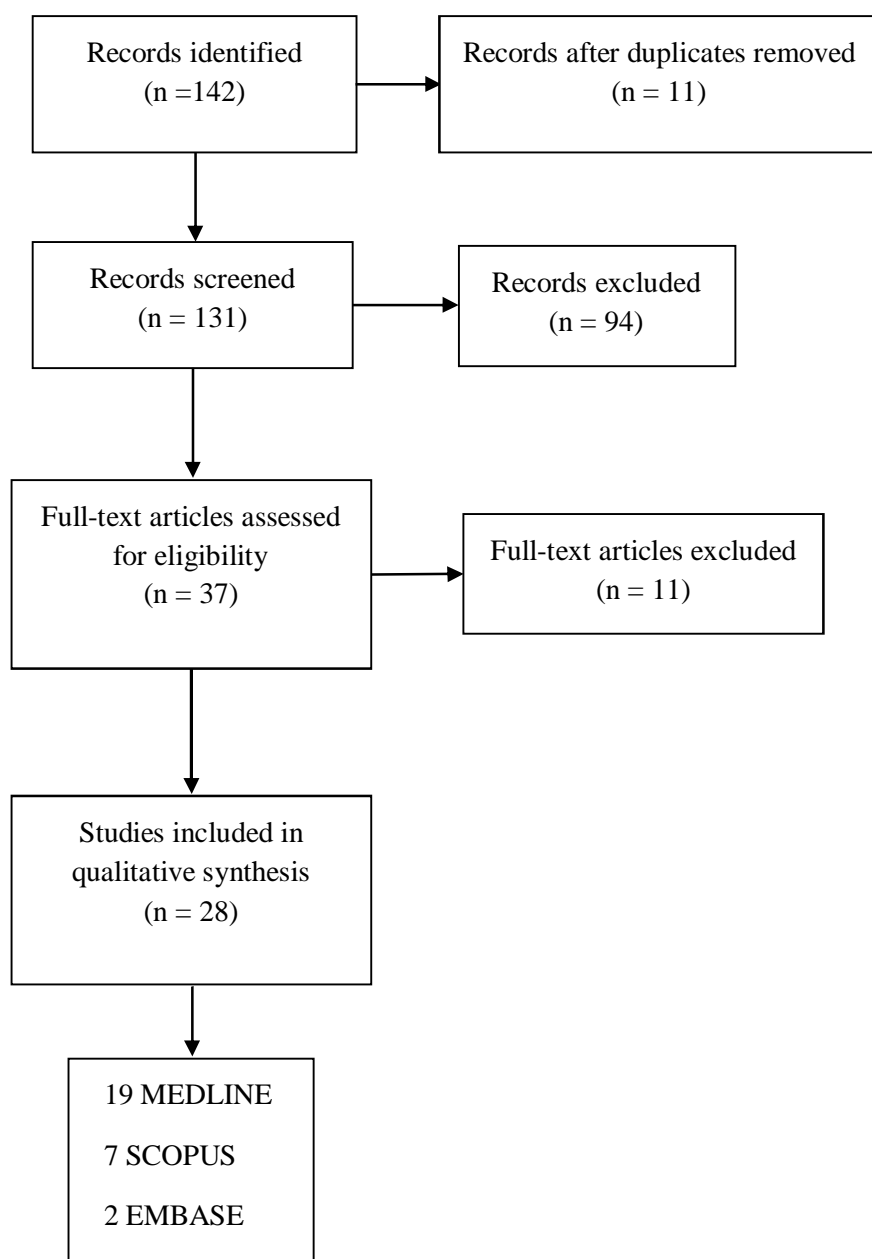 Records identified
(n =142)
Records after duplicates removed
(n = 11)
Records screened
(n = 131)
Records excluded
(n = 94)
Full-text articles assessed
for eligibility
(n = 37)
Full-text articles excluded
(n = 11)
Studies included in
qualitative synthesis
(n = 28)
19 MEDLINE
7 SCOPUS
2 EMBASE